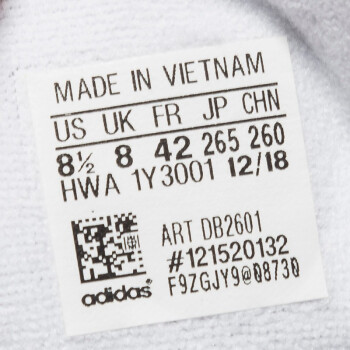 MADE IN VIETNAM
US UK FR JP CHN
8½ 8 42 265 260
HWA 1Y3001 12/18
ART DB2601
#121520132
adidas® F9ZGJY9@08730